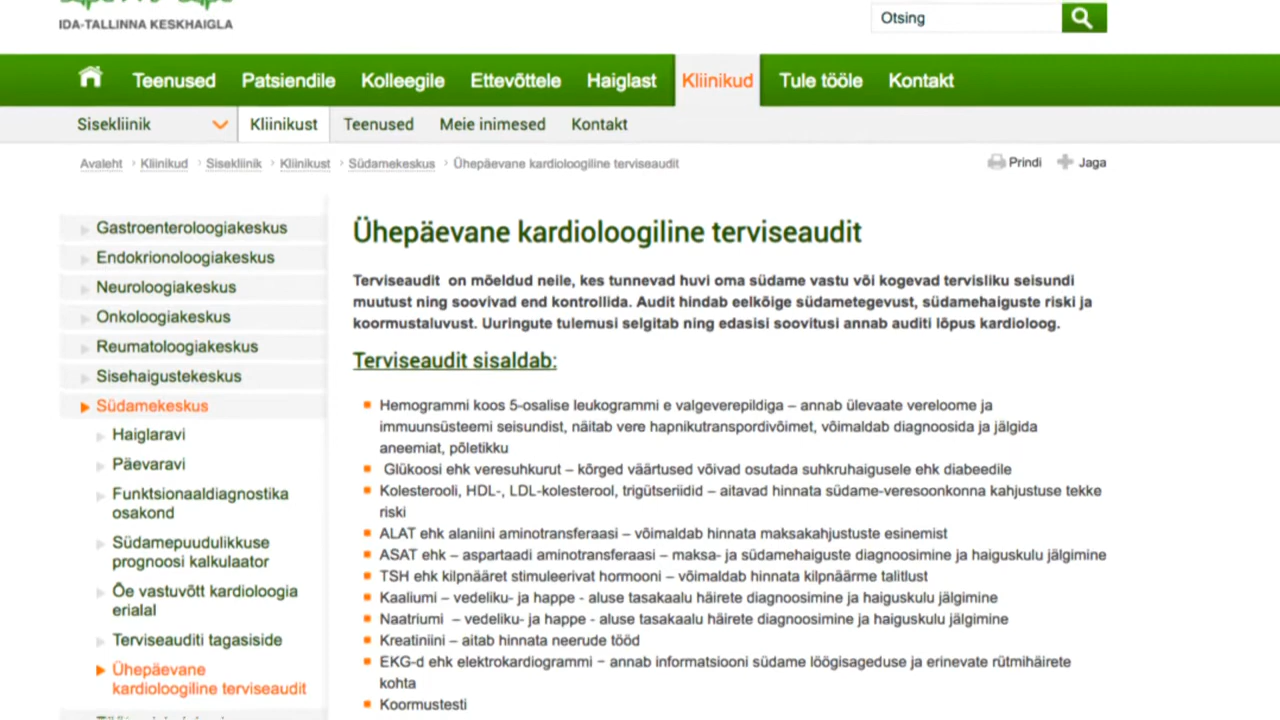 IDA-TALLINNA KESKHAIGLA
Otsing
Teenused Patsiendile Kolleegile Ettevõttele Haiglast Kliinikud Tule tööle Kontakt
Sisekliinik Kliinikust Teenused Meie inimesed Kontakt
Avaleht › Kliinikud › Sisekliinik › Kliinikust › Südamekeskus › Ühepäevane kardioloogiline terviseaudit
Prindi Jaga
Gastroenteroloogiakeskus
Endokrionoloogiakeskus
Neuroloogiakeskus
Onkoloogiakeskus
Reumatoloogiakeskus
Sisehaigustekeskus
Südamekeskus
Haiglaravi
Päevaravi
Funktsionaaldiagnostika
osakond
Südamepuudulikkuse
prognoosi kalkulaator
Õe vastuvõtt kardioloogia
erialal
Terviseauditi tagasiside
Ühepäevane
kardioloogiline terviseaudit
Ühepäevane kardioloogiline terviseaudit
Terviseaudit on mõeldud neile, kes tunnevad huvi oma südame vastu või kogevad tervisliku seisundi
muutust ning soovivad end kontrollida. Audit hindab eelkõige südametegevust, südamehaiguste riski ja
koormustaluvust. Uuringute tulemusi selgitab ning edasisi soovitusi annab auditi lõpus kardioloog.
Terviseaudit sisaldab:
Hemogrammi koos 5-osalise leukogrammi e valgeverepildiga – annab ülevaate vereloome ja
immuunsüsteemi seisundist, näitab vere hapnikutranspordivõimet, võimaldab diagnoosida ja jälgida
aneemiat, põletikku
Glükoosi ehk veresuhkurut – kõrged väärtused võivad osutada suhkruhaigusele ehk diabeedile
Kolesterooli, HDL-, LDL-kolesterool, trigütseriidid – aitavad hinnata südame-veresoonkonna kahjustuse tekke
riski
ALAT ehk alaniini aminotransferaasi – võimaldab hinnata maksakahjustuste esinemist
ASAT ehk – aspartaadi aminotransferaasi – maksa- ja südamehaiguste diagnoosimine ja haiguskulu jälgimine
TSH ehk kilpnääret stimuleerivat hormooni – võimaldab hinnata kilpnäärme talitlust
Kaaliumi – vedeliku- ja happe - aluse tasakaalu häirete diagnoosimine ja haiguskulu jälgimine
Naatriumi – vedeliku- ja happe - aluse tasakaalu häirete diagnoosimine ja haiguskulu jälgimine
Kreatiniini – aitab hinnata neerude tööd
EKG-d ehk elektrokardiogrammi – annab informatsiooni südame löögisageduse ja erinevate rütmihäirete
kohta
Koormustesti